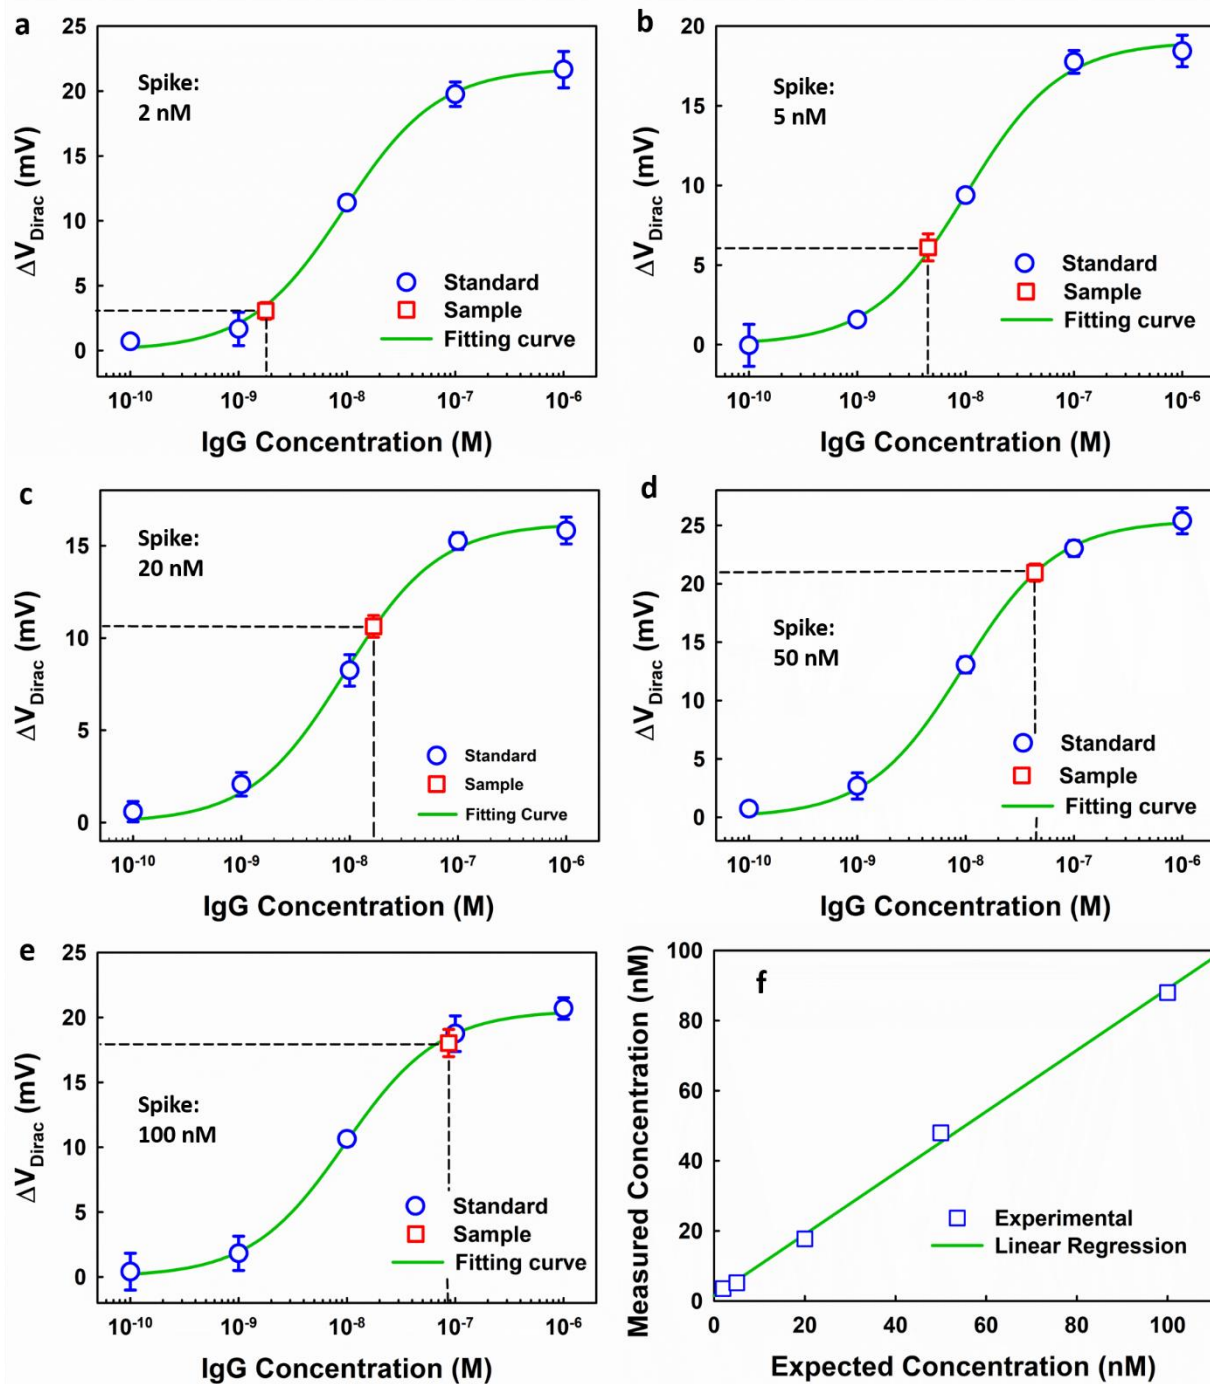 a
25
20
15
10
5
0
ΔV_Dirac (mV)
Spike:
2 nM
Standard
Sample
Fitting curve
10⁻¹⁰ 10⁻⁹ 10⁻⁸ 10⁻⁷ 10⁻⁶
IgG Concentration (M)
b
20
15
10
5
0
ΔV_Dirac (mV)
Spike:
5 nM
Standard
Sample
Fitting curve
10⁻¹⁰ 10⁻⁹ 10⁻⁸ 10⁻⁷ 10⁻⁶
IgG Concentration (M)
c
15
10
5
0
ΔV_Dirac (mV)
Spike:
20 nM
Standard
Sample
Fitting Curve
10⁻¹⁰ 10⁻⁹ 10⁻⁸ 10⁻⁷ 10⁻⁶
IgG Concentration (M)
d
25
20
15
10
5
0
ΔV_Dirac (mV)
Spike:
50 nM
Standard
Sample
Fitting curve
10⁻¹⁰ 10⁻⁹ 10⁻⁸ 10⁻⁷ 10⁻⁶
IgG Concentration (M)
e
25
20
15
10
5
0
ΔV_Dirac (mV)
Spike:
100 nM
Standard
Sample
Fitting curve
10⁻¹⁰ 10⁻⁹ 10⁻⁸ 10⁻⁷ 10⁻⁶
IgG Concentration (M)
f
100
80
60
40
20
0
Measured Concentration (nM)
Experimental
Linear Regression
0 20 40 60 80 100
Expected Concentration (nM)